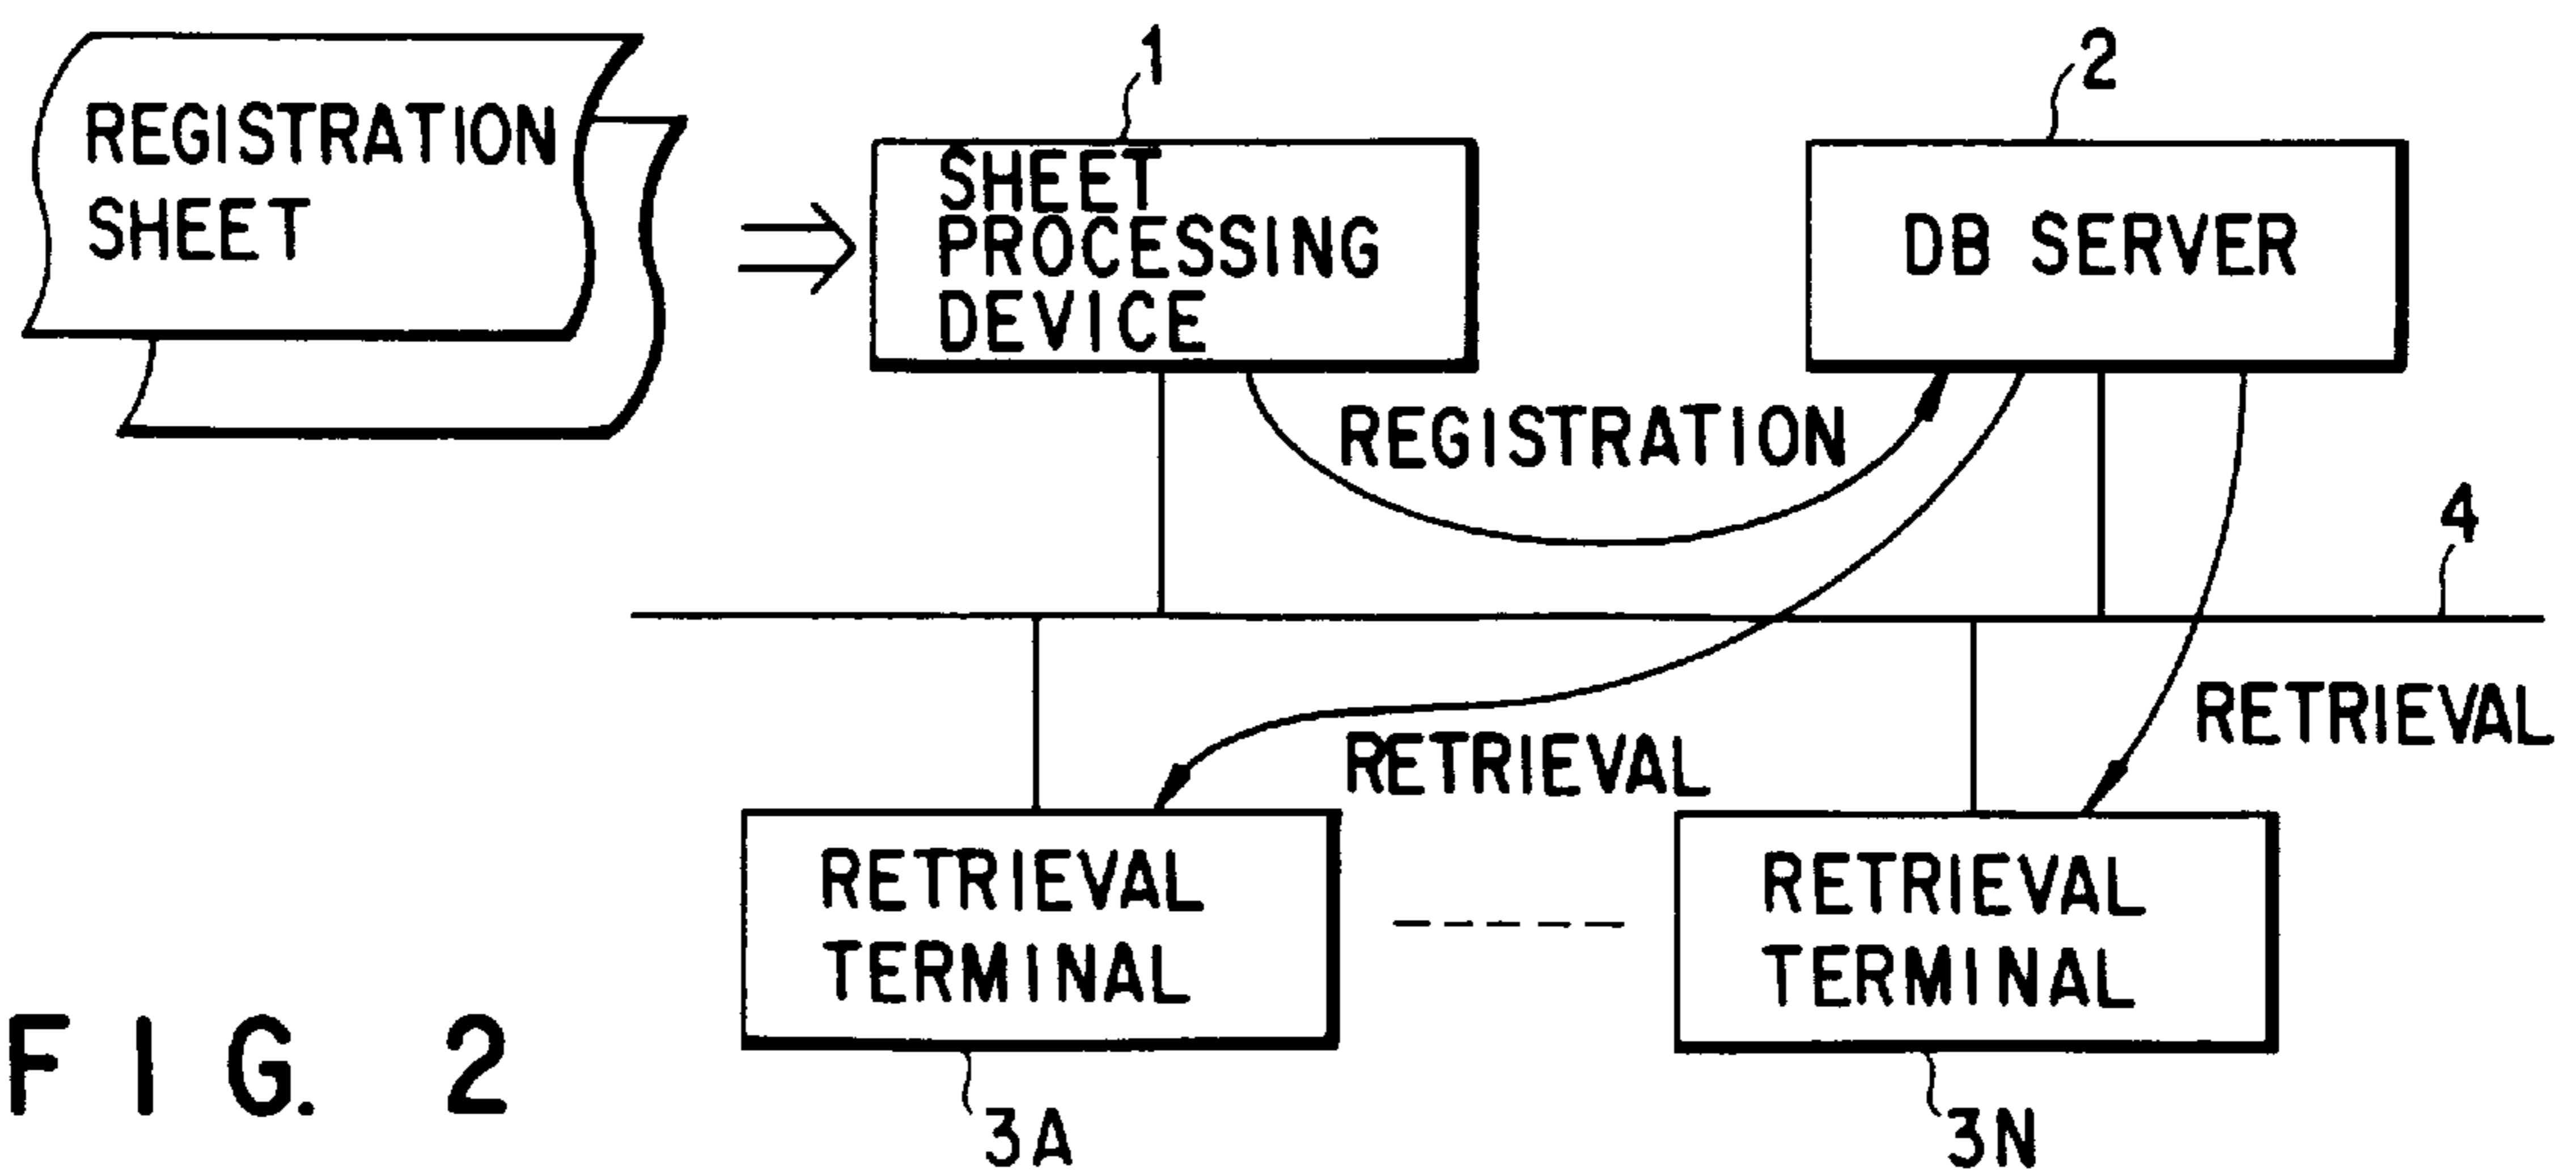 1
2
REGISTRATION
SHEET
SHEET
PROCESSING
DEVICE
DB SERVER
REGISTRATION
4
RETRIEVAL
RETRIEVAL
RETRIEVAL
TERMINAL
RETRIEVAL
TERMINAL
3A
3N
FIG. 2